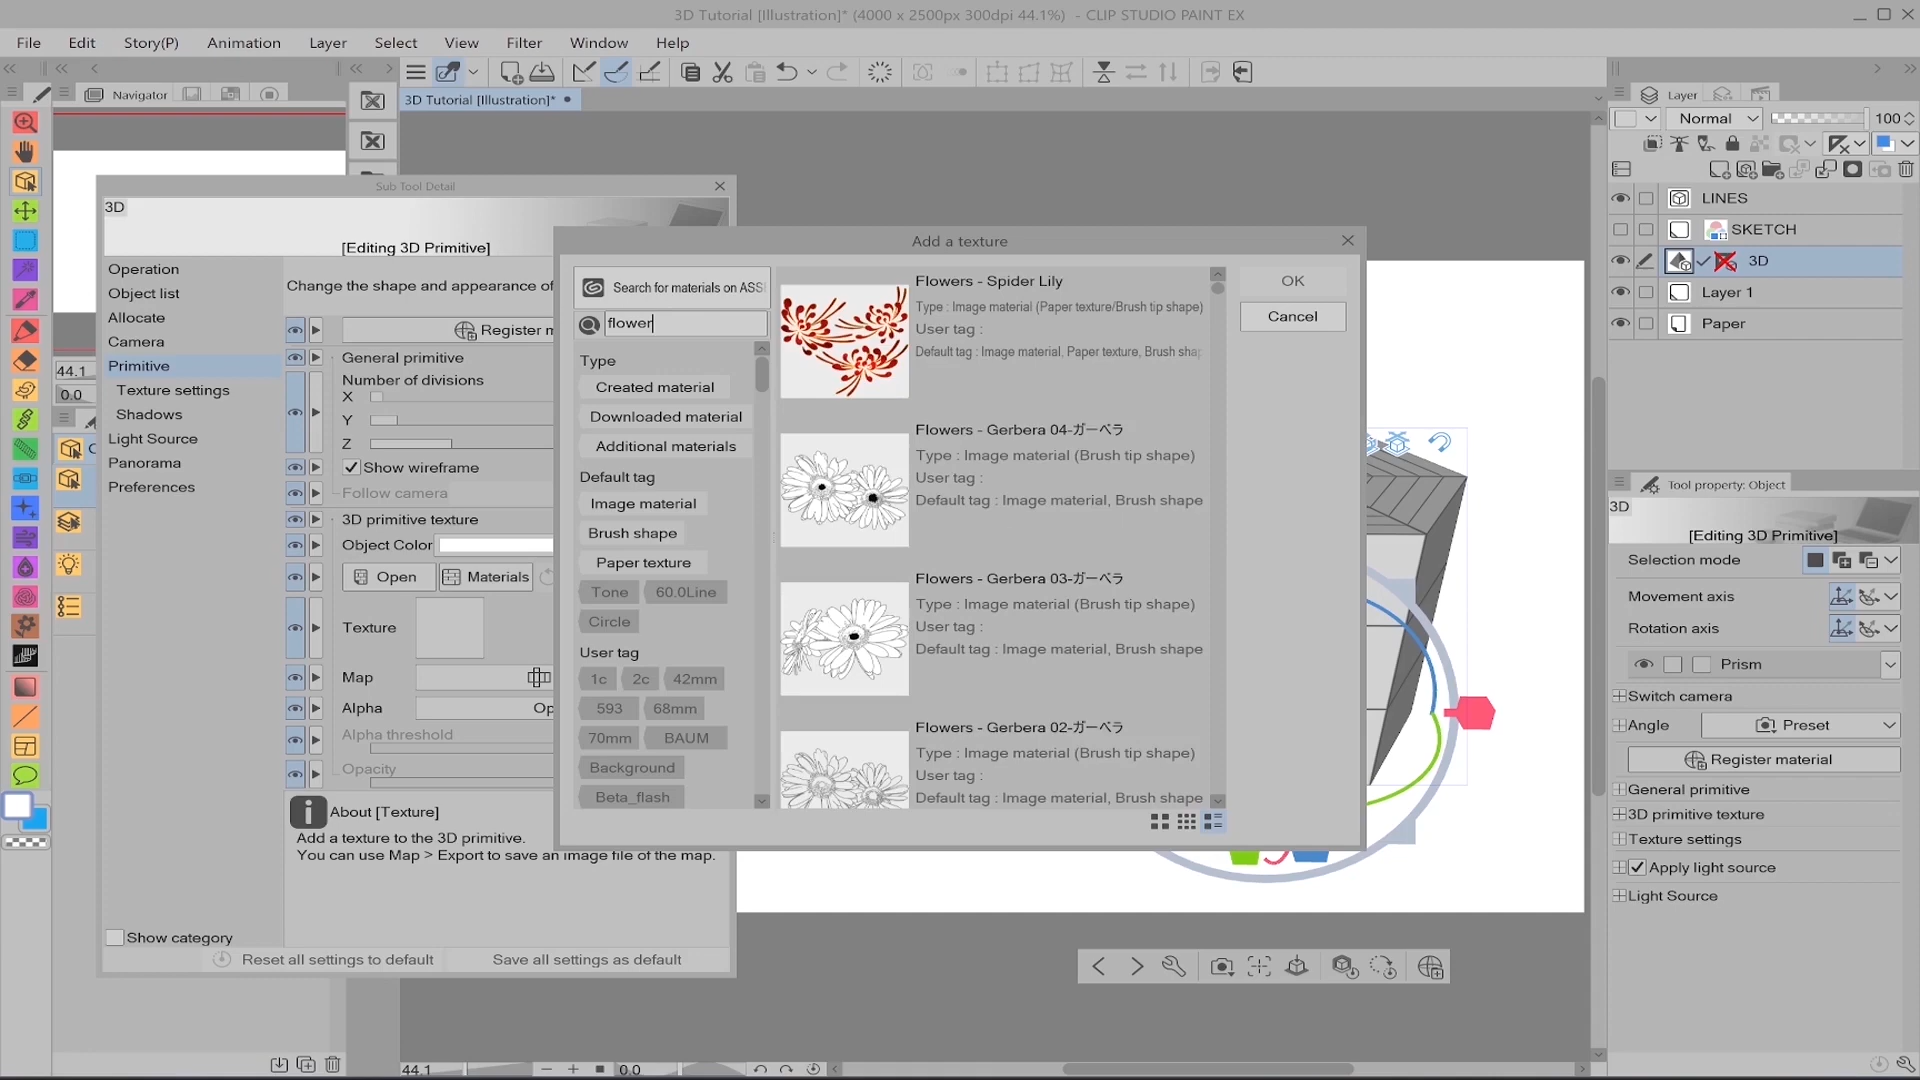 3D Tutorial [Illustration]* (4000 x 2500px 300dpi 44.1%) - CLIP STUDIO PAINT EX
File Edit Story(P) Animation Layer Select View Filter Window Help
Navigator
3D Tutorial [Illustration]*
44.1
0.0
Sub Tool Detail
3D
[Editing 3D Primitive]
Operation
Object list
Allocate
Camera
Primitive
Texture settings
Shadows
Light Source
Panorama
Preferences
Change the shape and appearance of
Register m
General primitive
Number of divisions
X
Y
Z
Show wireframe
Follow camera
3D primitive texture
Object Color
Open
Materials
Texture
Map
Alpha
Op
Alpha threshold
Opacity
About [Texture]
Add a texture to the 3D primitive.
You can use Map > Export to save an image file of the map.
Show category
Reset all settings to default
Save all settings as default
Add a texture
Search for materials on ASS
flower
Type
Created material
Downloaded material
Additional materials
Default tag
Image material
Brush shape
Paper texture
Tone 60.0Line
Circle
User tag
1c 2c 42mm
593 68mm
70mm BAUM
Background
Beta_flash
Flowers - Spider Lily
Type : Image material (Paper texture/Brush tip shape)
User tag :
Default tag : Image material, Paper texture, Brush shap
Flowers - Gerbera 04-ガーベラ
Type : Image material (Brush tip shape)
User tag :
Default tag : Image material, Brush shape
Flowers - Gerbera 03-ガーベラ
Type : Image material (Brush tip shape)
User tag :
Default tag : Image material, Brush shape
Flowers - Gerbera 02-ガーベラ
Type : Image material (Brush tip shape)
User tag :
Default tag : Image material, Brush shape
OK
Cancel
44.1
0.0
Layer
Normal
100
LINES
SKETCH
3D
Layer 1
Paper
Tool property: Object
3D
[Editing 3D Primitive]
Selection mode
Movement axis
Rotation axis
Prism
Switch camera
Angle
Preset
Register material
General primitive
3D primitive texture
Texture settings
Apply light source
Light Source